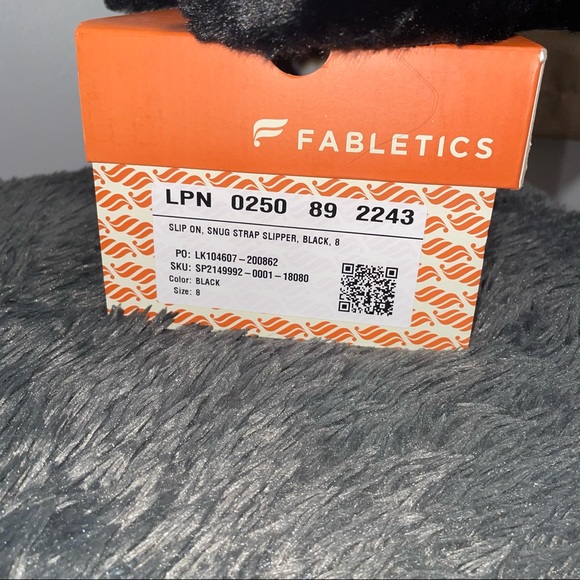 FABLETICS
LPN 0250 89 2243
SLIP ON, SNUG STRAP SLIPPER, BLACK, 8
PO: LK104607-200862
SKU: SP2149992-0001-18080
Color: BLACK
Size: 8